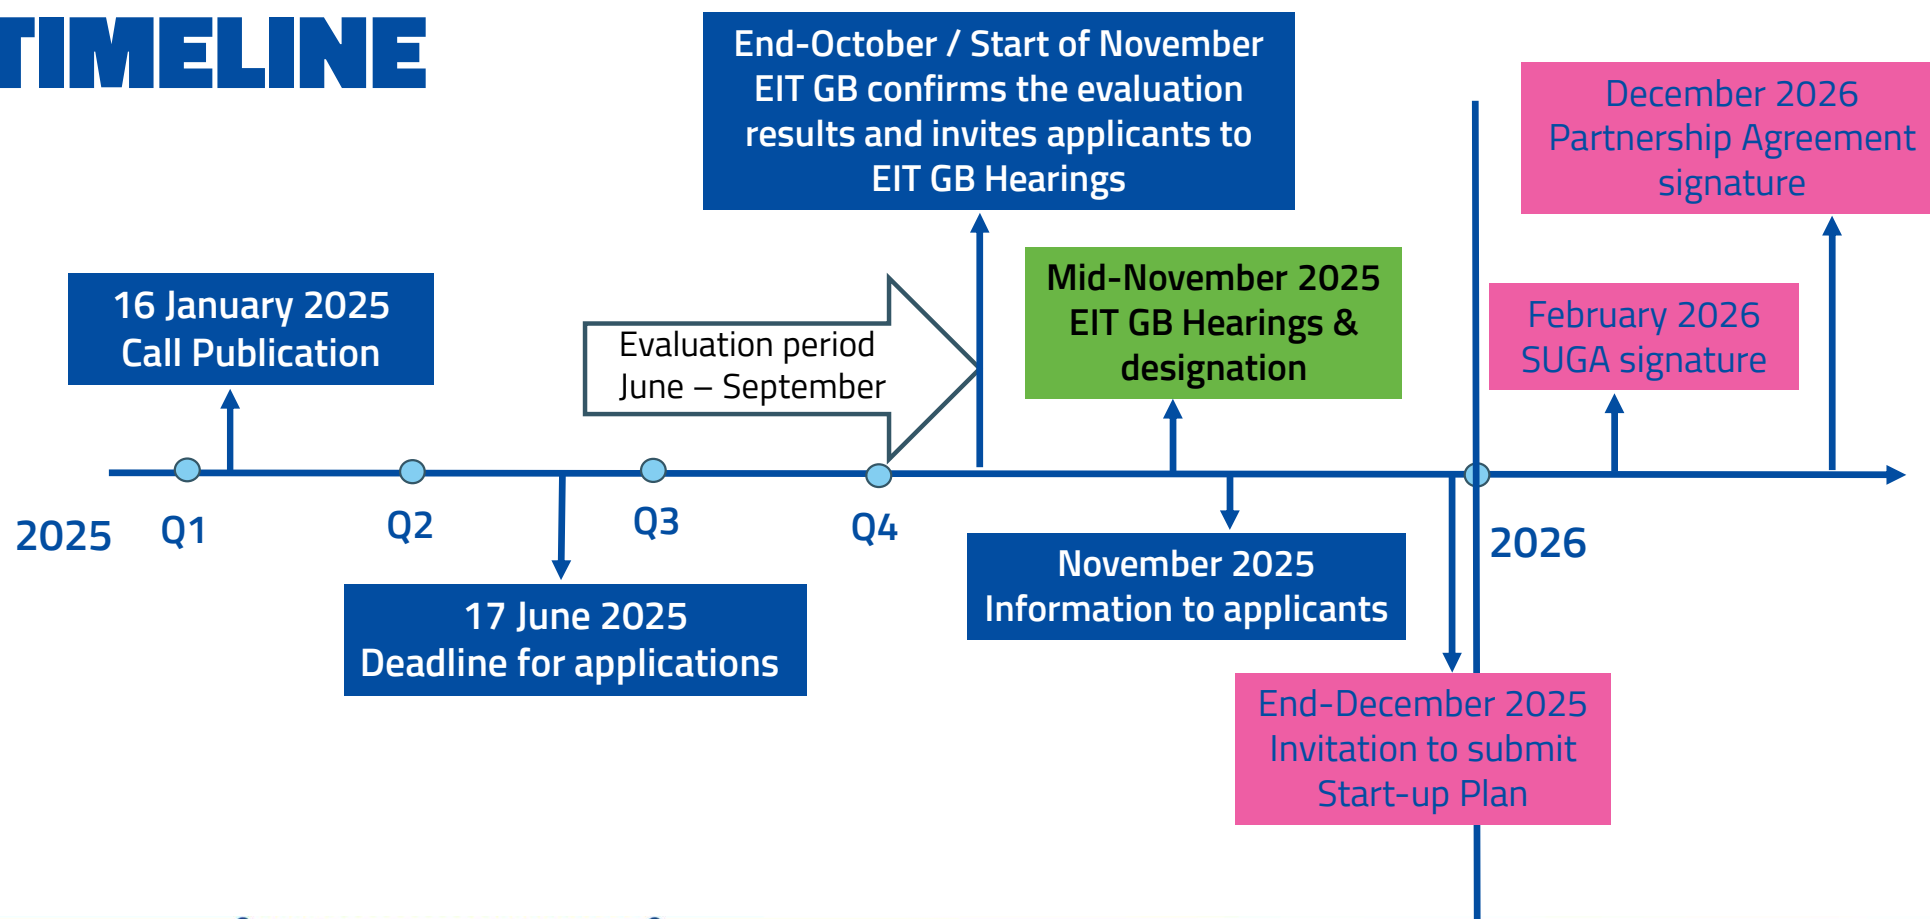 TIMELINE
End-October / Start of November
EIT GB confirms the evaluation
results and invites applicants to
EIT GB Hearings
December 2026
Partnership Agreement
signature
16 January 2025
Call Publication
Evaluation period
June – September
Mid-November 2025
EIT GB Hearings &
designation
February 2026
SUGA signature
2025
Q1
Q2
Q3
Q4
2026
17 June 2025
Deadline for applications
November 2025
Information to applicants
End-December 2025
Invitation to submit
Start-up Plan